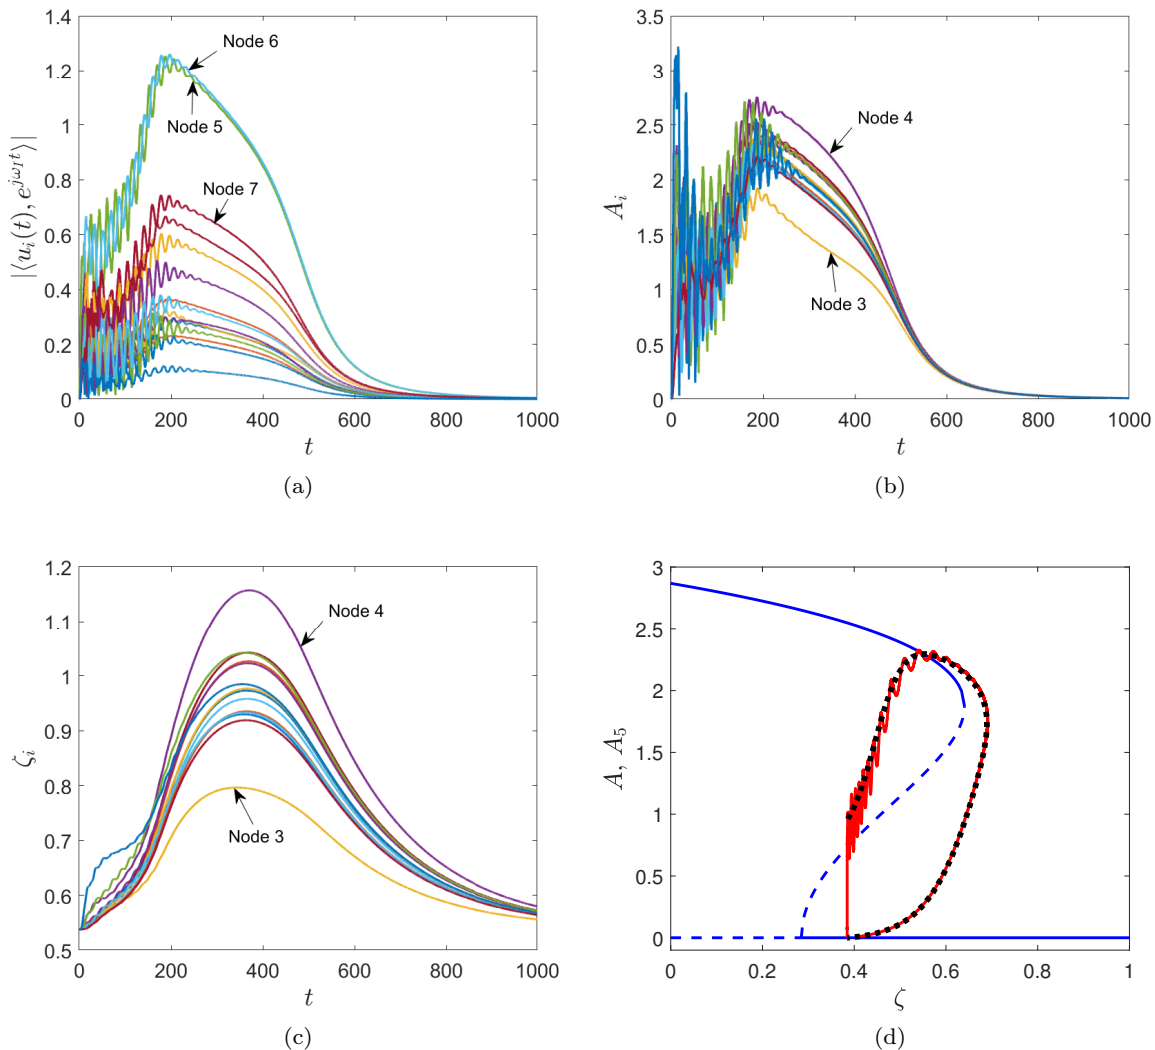 1.4
1.2
1
0.8
0.6
0.4
0.2
0
|⟨u_i(t), e^{jω_I t}⟩|
Node 6
Node 5
Node 7
0 200 400 600 800 1000
t
(a)
3.5
3
2.5
2
1.5
1
0.5
0
A_i
Node 4
Node 3
0 200 400 600 800 1000
t
(b)
1.2
1.1
1
0.9
0.8
0.7
0.6
0.5
ζ_i
Node 4
Node 3
0 200 400 600 800 1000
t
(c)
3
2.5
2
1.5
1
0.5
0
A, A_5
0 0.2 0.4 0.6 0.8 1
ζ
(d)